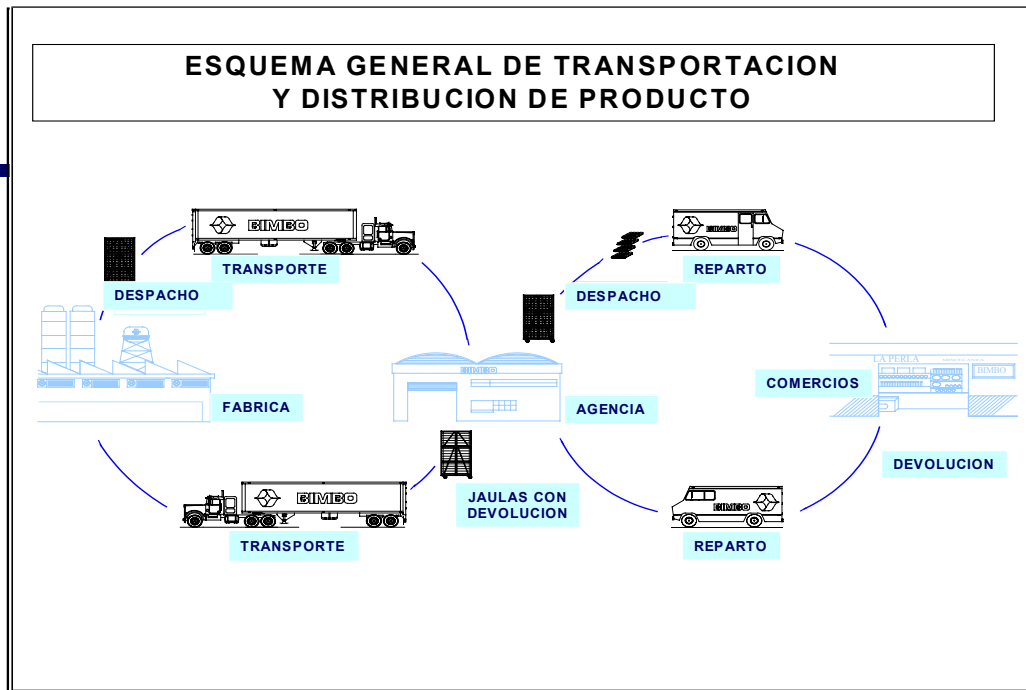 ESQUEMA GENERAL DE TRANSPORTACION
Y DISTRIBUCION DE PRODUCTO
BIMBO
TRANSPORTE
DESPACHO
BIMBO
REPARTO
DESPACHO
FABRICA
BIMBO
AGENCIA
LA PERLA
BIMBO
COMERCIOS
DEVOLUCION
JAULAS CON
DEVOLUCION
BIMBO
TRANSPORTE
BIMBO
REPARTO